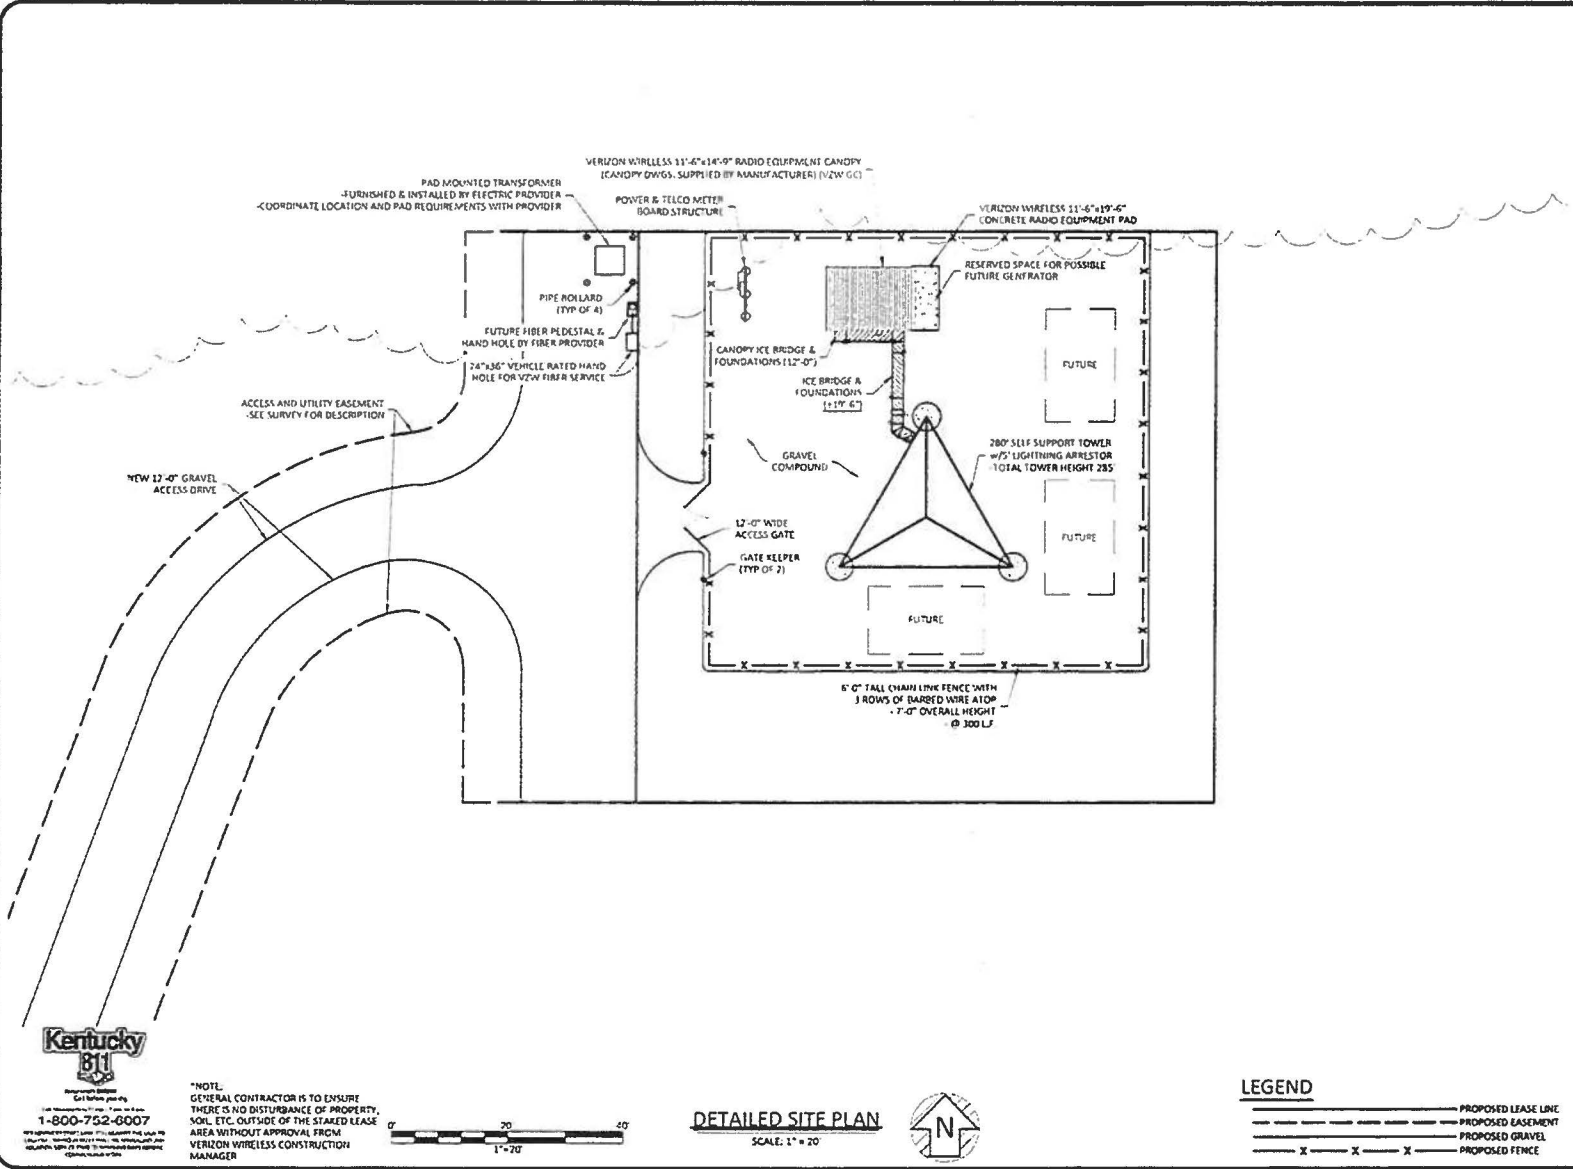 VERIZON WIRELESS 11'-6"x14'-9" RADIO EQUIPMENT CANOPY
(CANOPY DWGS. SUPPLIED BY MANUFACTURER) (VZW GC)
PAD MOUNTED TRANSFORMER
-FURNISHED & INSTALLED BY ELECTRIC PROVIDER
-COORDINATE LOCATION AND PAD REQUIREMENTS WITH PROVIDER
POWER & TELCO METER
BOARD STRUCTURE
VERIZON WIRELESS 11'-6"x19'-6"
CONCRETE RADIO EQUIPMENT PAD
RESERVED SPACE FOR POSSIBLE
FUTURE GENERATOR
PIPE BOLLARD
(TYP OF 4)
FUTURE FIBER PEDESTAL &
HAND HOLE BY FIBER PROVIDER
24"x36" VEHICLE RATED HAND
HOLE FOR VZW FIBER SERVICE
CANOPY ICE BRIDGE &
FOUNDATIONS (12'-0")
ICE BRIDGE &
FOUNDATIONS
(±19'-6")
FUTURE
ACCESS AND UTILITY EASEMENT
-SEE SURVEY FOR DESCRIPTION
GRAVEL
COMPOUND
280' SELF SUPPORT TOWER
w/5' LIGHTNING ARRESTOR
-TOTAL TOWER HEIGHT 285'
NEW 12'-0" GRAVEL
ACCESS DRIVE
12'-0" WIDE
ACCESS GATE
FUTURE
GATE KEEPER
(TYP OF 2)
FUTURE
6'-0" TALL CHAIN LINK FENCE WITH
3 ROWS OF BARBED WIRE ATOP
- 7'-0" OVERALL HEIGHT
- @ 300 L.F.
Kentucky
811
Call before you dig
1-800-752-6007
*NOTE:
GENERAL CONTRACTOR IS TO ENSURE
THERE IS NO DISTURBANCE OF PROPERTY,
SOIL, ETC. OUTSIDE OF THE STAKED LEASE
AREA WITHOUT APPROVAL FROM
VERIZON WIRELESS CONSTRUCTION
MANAGER
0' 20' 40'
1"=20'
DETAILED SITE PLAN
SCALE: 1" = 20'
N
LEGEND
PROPOSED LEASE LINE
PROPOSED EASEMENT
PROPOSED GRAVEL
X X X PROPOSED FENCE